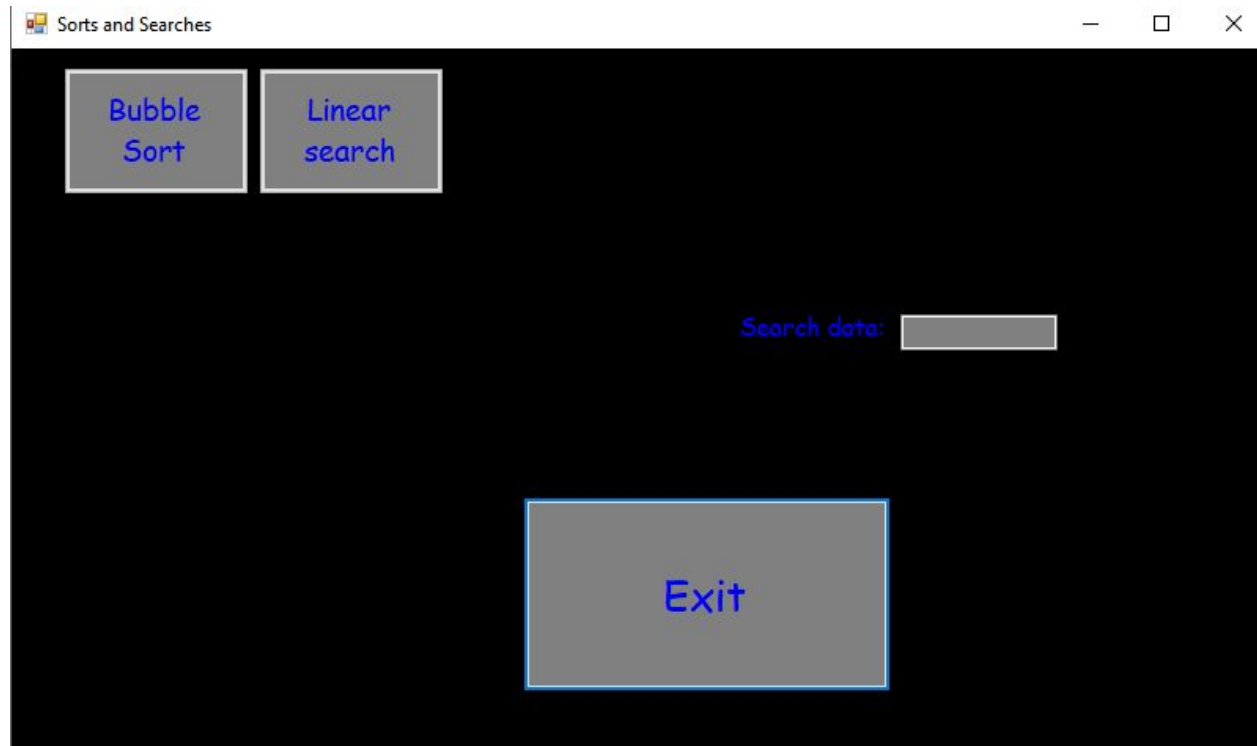 Sorts and Searches
Bubble
Sort
Linear
search
Search data:
Exit